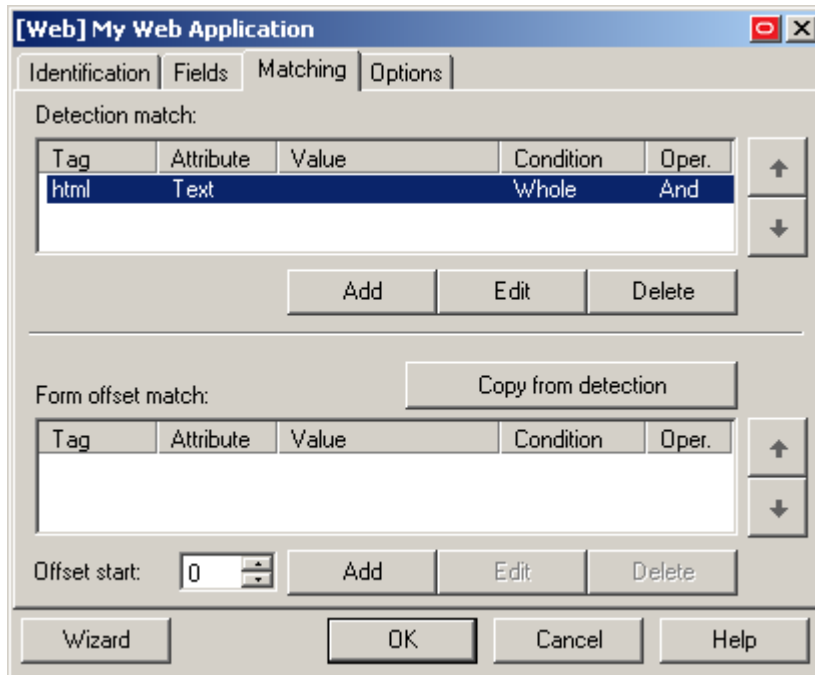 [Web] My Web Application
Identification Fields Matching Options
Detection match:
Tag Attribute Value Condition Oper.
html Text Whole And
Add Edit Delete
Copy from detection
Form offset match:
Tag Attribute Value Condition Oper.
Offset start: 0 Add Edit Delete
Wizard OK Cancel Help